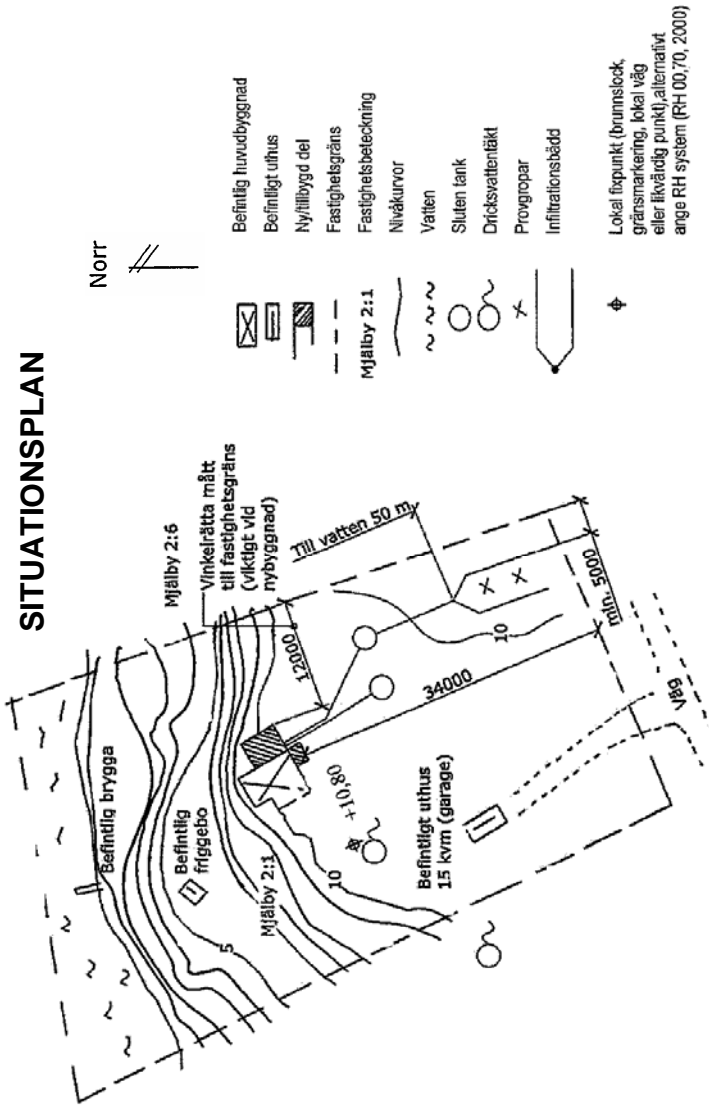 SITUATIONSPLAN
Norr
Mjälby 2:6
Vinkelrätta mått
till fastighetsgräns
(viktigt vid
nybyggnad)
Till vatten 50 m
Befintlig brygga
Befintlig
friggebo
Mjälby 2:1
5
10
+10,80
12000
34000
10
min. 5000
Befintligt uthus
15 kvm (garage)
Väg
Befintlig huvudbyggnad
Befintligt uthus
Ny/tillbygd del
Fastighetsgräns
Mjälby 2:1 Fastighetsbeteckning
Nivåkurvor
Vatten
Sluten tank
Dricksvattentäkt
Provgropar
Infiltrationsbädd
Lokal fixpunkt (brunnslock,
gränsmarkering, lokal väg
eller likvärdig punkt),alternativt
ange RH system (RH 00,70, 2000)